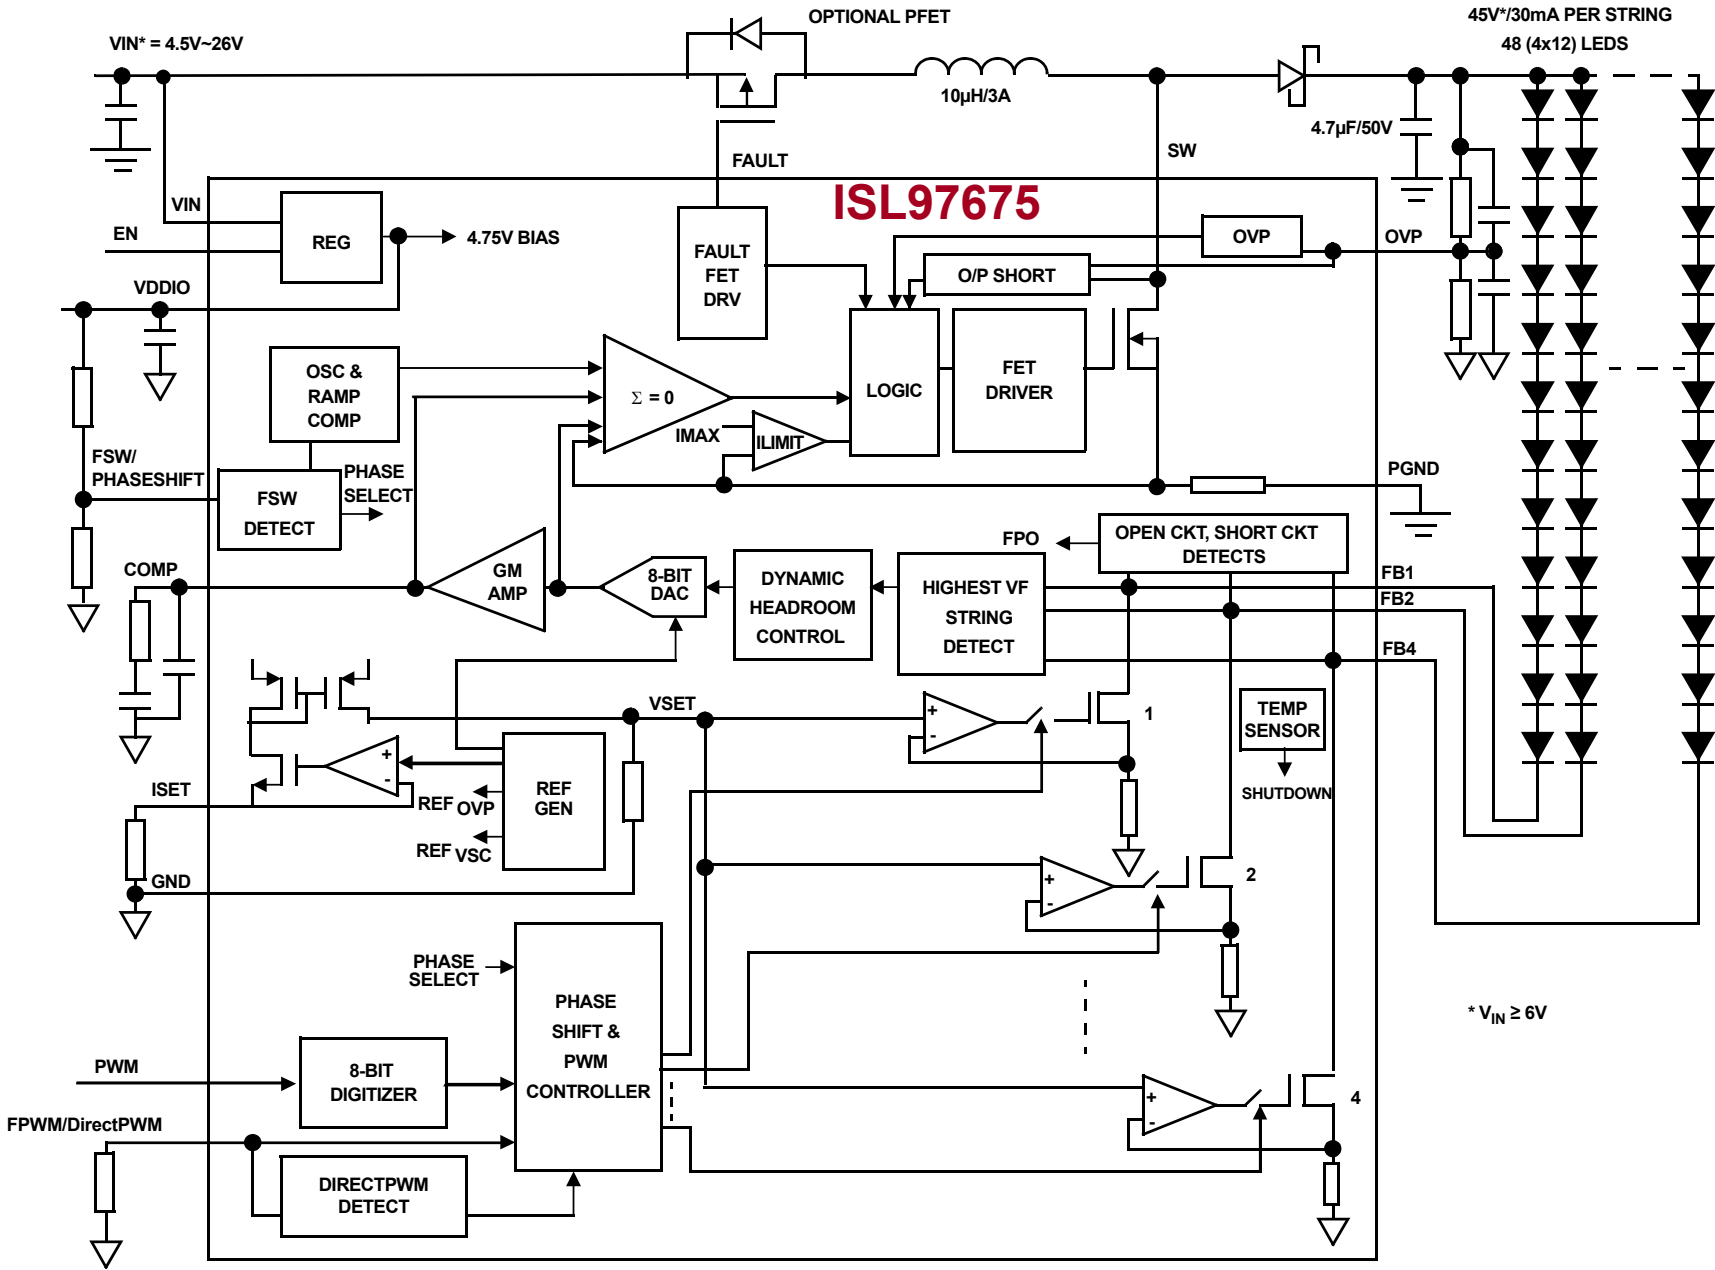 OPTIONAL PFET
45V*/30mA PER STRING
48 (4x12) LEDS
VIN* = 4.5V~26V
10µH/3A
4.7µF/50V
SW
FAULT
ISL97675
VIN
EN
REG
4.75V BIAS
FAULT
FET
DRV
OVP
OVP
O/P SHORT
VDDIO
OSC &
RAMP
COMP
Σ = 0
LOGIC
FET
DRIVER
IMAX
ILIMIT
FSW/
PHASESHIFT
FSW
DETECT
PHASE
SELECT
PGND
FPO
OPEN CKT, SHORT CKT
DETECTS
COMP
GM
AMP
8-BIT
DAC
DYNAMIC
HEADROOM
CONTROL
HIGHEST VF
STRING
DETECT
FB1
FB2
FB4
VSET
+
-
1
TEMP
SENSOR
SHUTDOWN
+
-
ISET
REF OVP
REF VSC
REF
GEN
GND
+
-
2
PHASE
SELECT
PHASE
SHIFT &
PWM
CONTROLLER
* VIN ≥ 6V
PWM
8-BIT
DIGITIZER
+
-
4
FPWM/DirectPWM
DIRECTPWM
DETECT